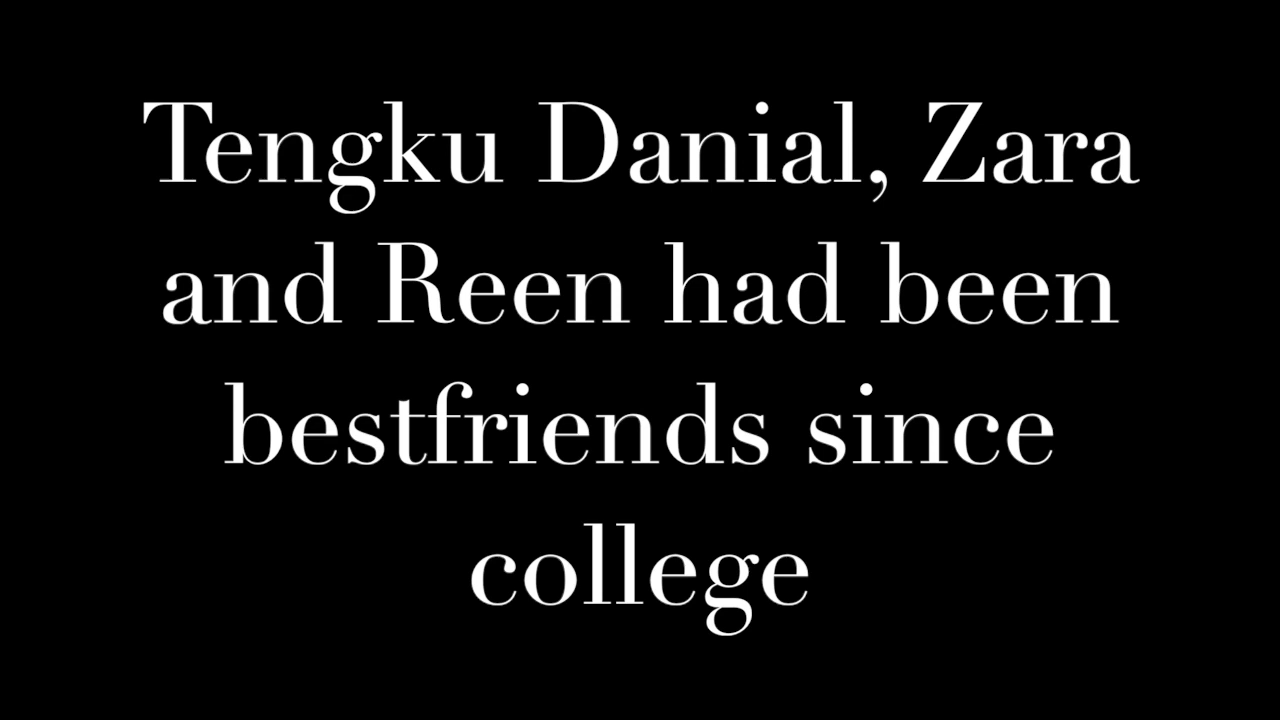 Tengku Danial, Zara
and Reen had been
bestfriends since
college